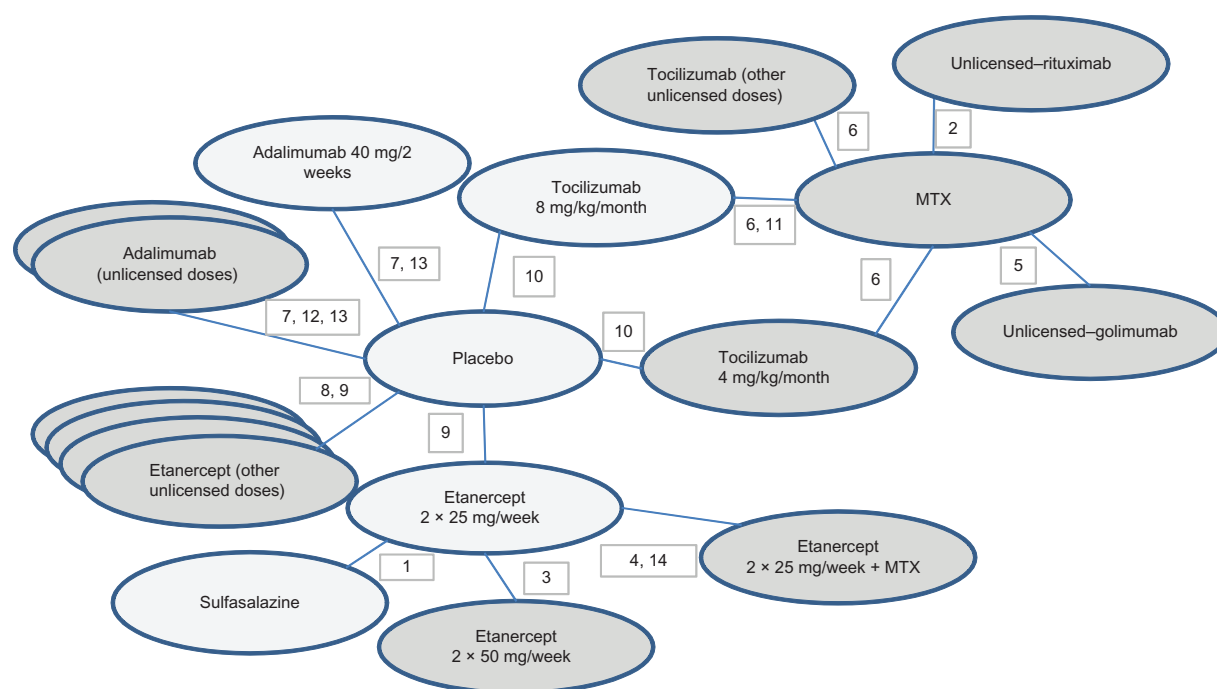 Tocilizumab (other
unlicensed doses)
Unlicensed–rituximab
6
2
Adalimumab 40 mg/2
weeks
Tocilizumab
8 mg/kg/month
MTX
6, 11
Adalimumab
(unlicensed doses)
7, 13
10
6
5
7, 12, 13
Unlicensed–golimumab
Placebo
10
Tocilizumab
4 mg/kg/month
8, 9
9
Etanercept (other
unlicensed doses)
Etanercept
2 × 25 mg/week
1
3
4, 14
Etanercept
2 × 25 mg/week + MTX
Sulfasalazine
Etanercept
2 × 50 mg/week